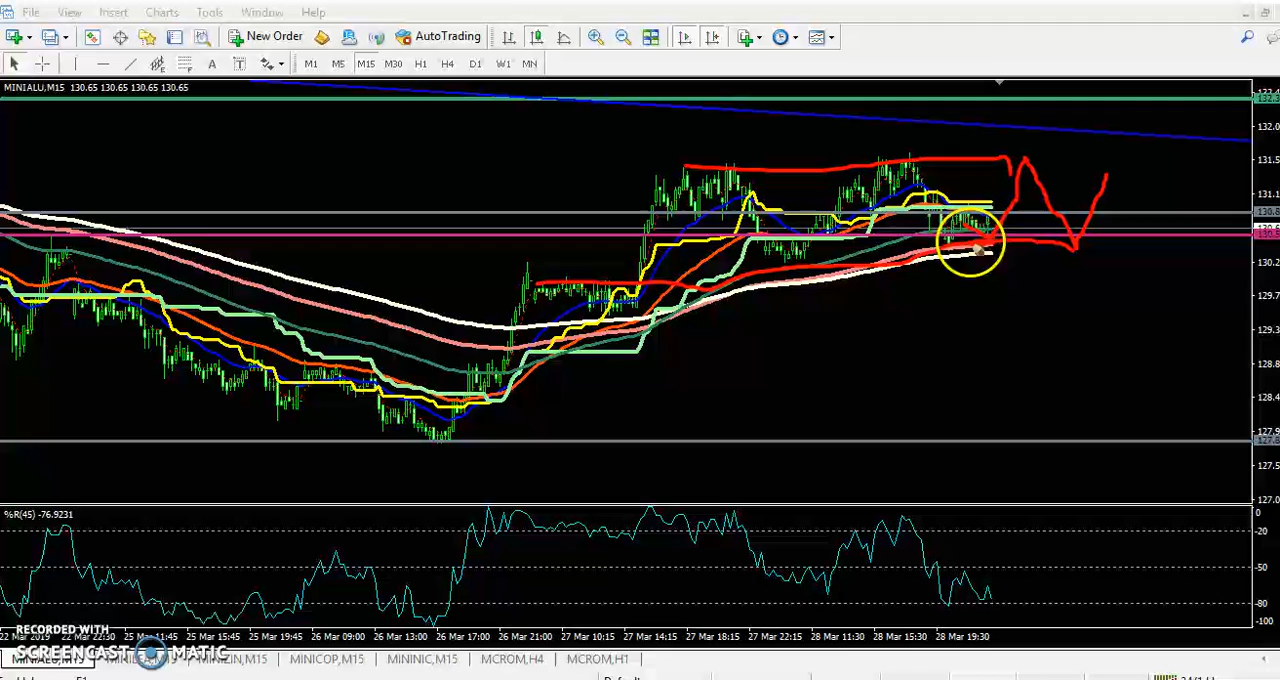 File View Insert Charts Tools Window Help
New Order AutoTrading
A T M1 M5 M15 M30 H1 H4 D1 W1 MN
MINIALU,M15 130.65 130.65 130.65 130.65
132.0
131.5
131.1
130.8
130.2
129.7
129.3
128.8
128.4
127.9
127.5
127.0
%R(45) -76.9231
0
-20
-50
-80
-100
22 Mar 2019 22 Mar 22:30 25 Mar 11:45 25 Mar 15:45 25 Mar 19:45 26 Mar 09:00 26 Mar 13:00 26 Mar 17:00 26 Mar 21:00 27 Mar 10:15 27 Mar 14:15 27 Mar 18:15 27 Mar 22:15 28 Mar 11:30 28 Mar 15:30 28 Mar 19:30
RECORDED WITH
SCREENCAST MATIC
MINIZIN,M15 MINICOP,M15 MININIC,M15 MCROM,H4 MCROM,H1